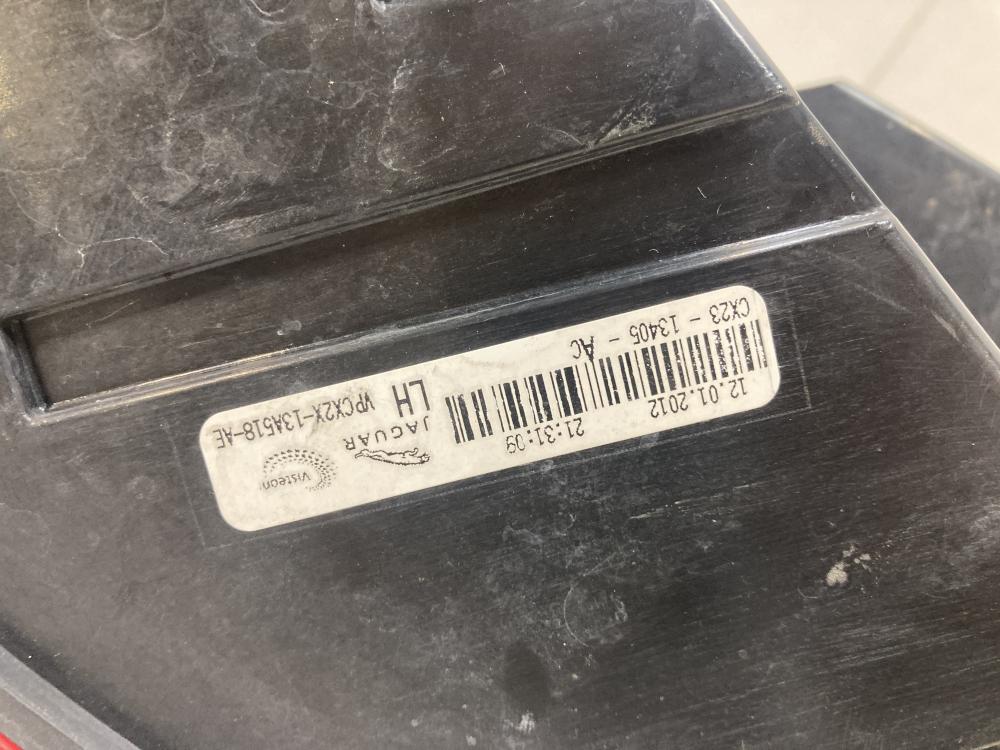 12.01.2012 21:31:09
JAGUAR
Visteon
LH
CX23 - 13405 - AC
VPCX2X-13A518-AE